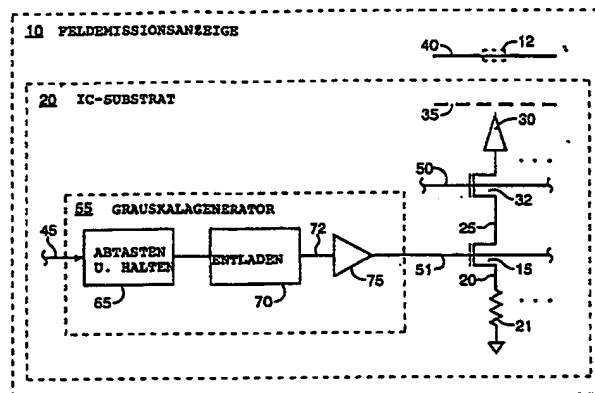 10 FELDEMISSIONSANZEIGE
40
12
20 IC-SUBSTRAT
35
30
50
32
55 GRAUSKALAGENERATOR
25
45
72
ABTASTEN
U. HALTEN
ENTLADEN
65
70
75
51
15
20
21